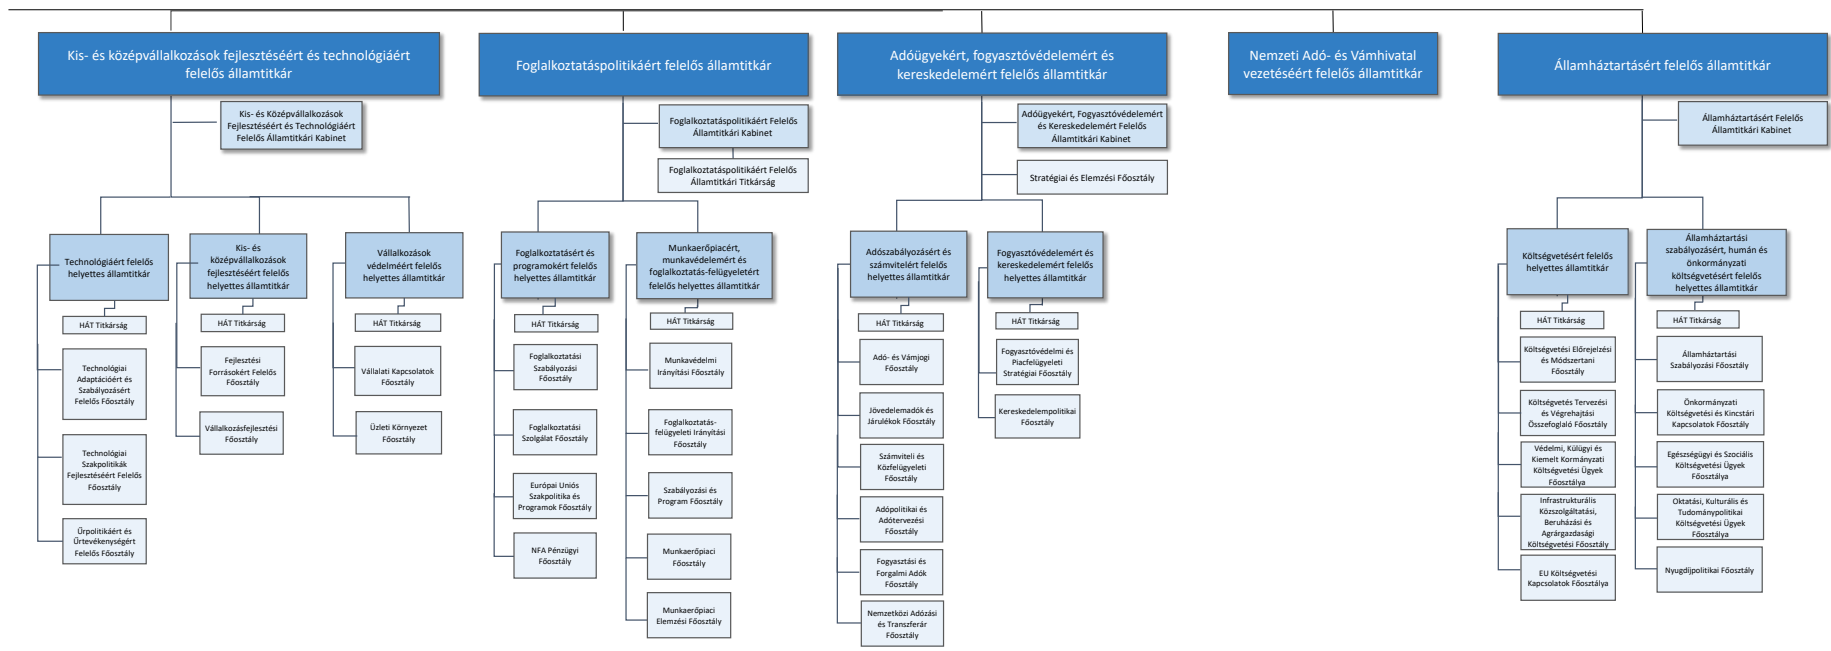 Kis- és középvállalkozások fejlesztéséért és technológiáért
felelős államtitkár
Kis- és Középvállalkozások
Fejlesztéséért és Technológiáért
Felelős Államtitkári Kabinet
Technológiáért felelős
helyettes államtitkár
HÁT Titkárság
Technológiai
Adaptációért és
Szabályozásért
Felelős Főosztály
Technológiai
Szakpolitikák
Fejlesztéséért Felelős
Főosztály
Űrpolitikáért és
Űrtevékenységért
Felelős Főosztály
Kis- és
középvállalkozások
fejlesztéséért felelős
helyettes államtitkár
HÁT Titkárság
Fejlesztési
Forrásokért Felelős
Főosztály
Vállalkozásfejlesztési
Főosztály
Vállalkozások
védelméért felelős
helyettes államtitkár
HÁT Titkárság
Vállalati Kapcsolatok
Főosztály
Üzleti Környezet
Főosztály
Foglalkoztatáspolitikáért felelős államtitkár
Foglalkoztatáspolitikáért Felelős
Államtitkári Kabinet
Foglalkoztatáspolitikáért Felelős
Államtitkári Titkárság
Foglalkoztatásért és
programokért felelős
helyettes államtitkár
HÁT Titkárság
Foglalkoztatási
Szabályozási
Főosztály
Foglalkoztatási
Szolgálat Főosztály
Európai Uniós
Szakpolitika és
Programok Főosztály
NFA Pénzügyi
Főosztály
Munkaerőpiacért,
munkavédelemért és
foglalkoztatás-felügyeletért
felelős helyettes államtitkár
HÁT Titkárság
Munkavédelmi
Irányítási Főosztály
Foglalkoztatás-
felügyeleti Irányítási
Főosztály
Szabályozási és
Program Főosztály
Munkaerőpiaci
Főosztály
Munkaerőpiaci
Elemzési Főosztály
Adóügyekért, fogyasztóvédelemért és
kereskedelemért felelős államtitkár
Adóügyekért, Fogyasztóvédelemért
és Kereskedelemért Felelős
Államtitkári Kabinet
Stratégiai és Elemzési Főosztály
Adószabályozásért és
számvitelért felelős
helyettes államtitkár
HÁT Titkárság
Adó- és Vámjogi
Főosztály
Jövedelemadók és
Járulékok Főosztály
Számviteli és
Közfelügyeleti
Főosztály
Adópolitikai és
Adótervezési
Főosztály
Fogyasztási és
Forgalmi Adók
Főosztály
Nemzetközi Adózási
és Transzferár
Főosztály
Fogyasztóvédelemért és
kereskedelemért felelős
helyettes államtitkár
HÁT Titkárság
Fogyasztóvédelmi és
Piacfelügyeleti
Stratégiai Főosztály
Kereskedelempolitikai
Főosztály
Nemzeti Adó- és Vámhivatal
vezetéséért felelős államtitkár
Államháztartásért felelős államtitkár
Államháztartásért Felelős
Államtitkári Kabinet
Költségvetésért felelős
helyettes államtitkár
HÁT Titkárság
Költségvetési Előrejelzési
és Módszertani
Főosztály
Költségvetés Tervezési
és Végrehajtási
Összefoglaló Főosztály
Védelmi, Külügyi és
Kiemelt Kormányzati
Költségvetési Ügyek
Főosztálya
Infrastrukturális
Közszolgáltatási,
Beruházási és
Agrárgazdasági
Költségvetési Főosztály
EU Költségvetési
Kapcsolatok Főosztálya
Államháztartási
szabályozásért, humán és
önkormányzati
költségvetésért felelős
helyettes államtitkár
HÁT Titkárság
Államháztartási
Szabályozási Főosztály
Önkormányzati
Költségvetési és Kincstári
Kapcsolatok Főosztály
Egészségügyi és Szociális
Költségvetési Ügyek
Főosztálya
Oktatási, Kulturális és
Tudománypolitikai
Költségvetési Ügyek
Főosztálya
Nyugdíjpolitikai Főosztály